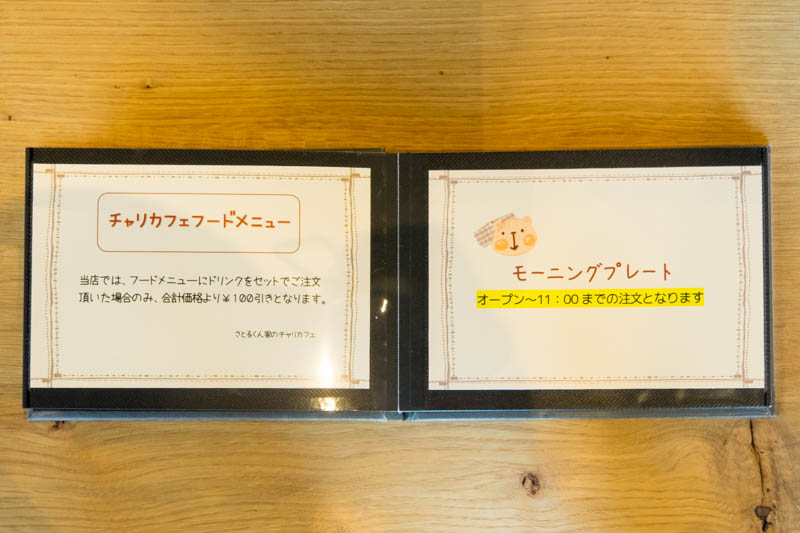 チャリカフェフードメニュー
当店では、フードメニューにドリンクをセットでご注文
頂いた場合のみ、会計価格より￥100引きとなります。
さとるくん家のチャリカフェ
モーニングプレート
オープン～11：00までの注文となります